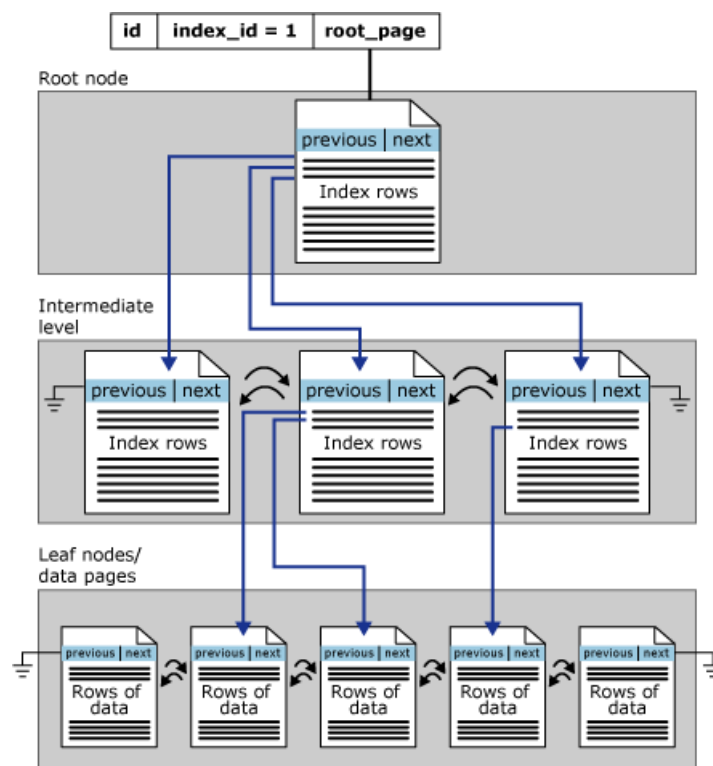 id index_id = 1 root_page
Root node
previous next
Index rows
Intermediate
level
previous next previous next previous next
Index rows Index rows Index rows
Leaf nodes/
data pages
previous next previous next previous next previous next previous next
Rows of Rows of Rows of Rows of Rows of
data data data data data